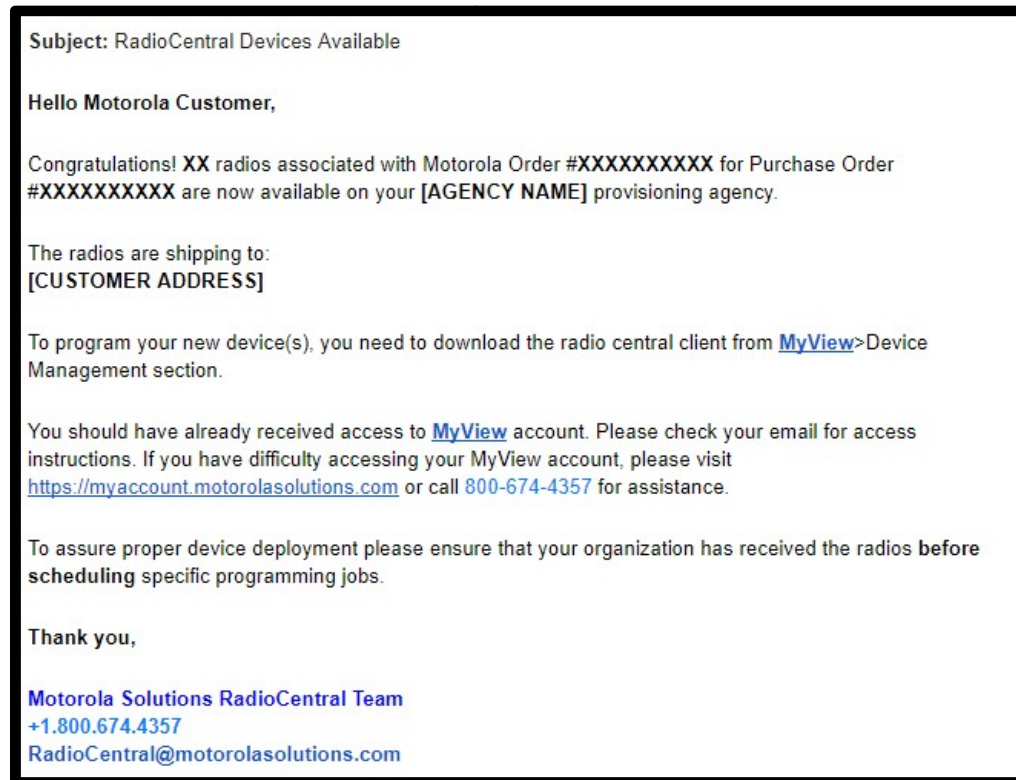 Subject: RadioCentral Devices Available
Hello Motorola Customer,
Congratulations! XX radios associated with Motorola Order #XXXXXXXXXX for Purchase Order
#XXXXXXXXXX are now available on your [AGENCY NAME] provisioning agency.
The radios are shipping to:
[CUSTOMER ADDRESS]
To program your new device(s), you need to download the radio central client from MyView>Device
Management section.
You should have already received access to MyView account. Please check your email for access
instructions. If you have difficulty accessing your MyView account, please visit
https://myaccount.motorolasolutions.com or call 800-674-4357 for assistance.
To assure proper device deployment please ensure that your organization has received the radios before
scheduling specific programming jobs.
Thank you,
Motorola Solutions RadioCentral Team
+1.800.674.4357
RadioCentral@motorolasolutions.com